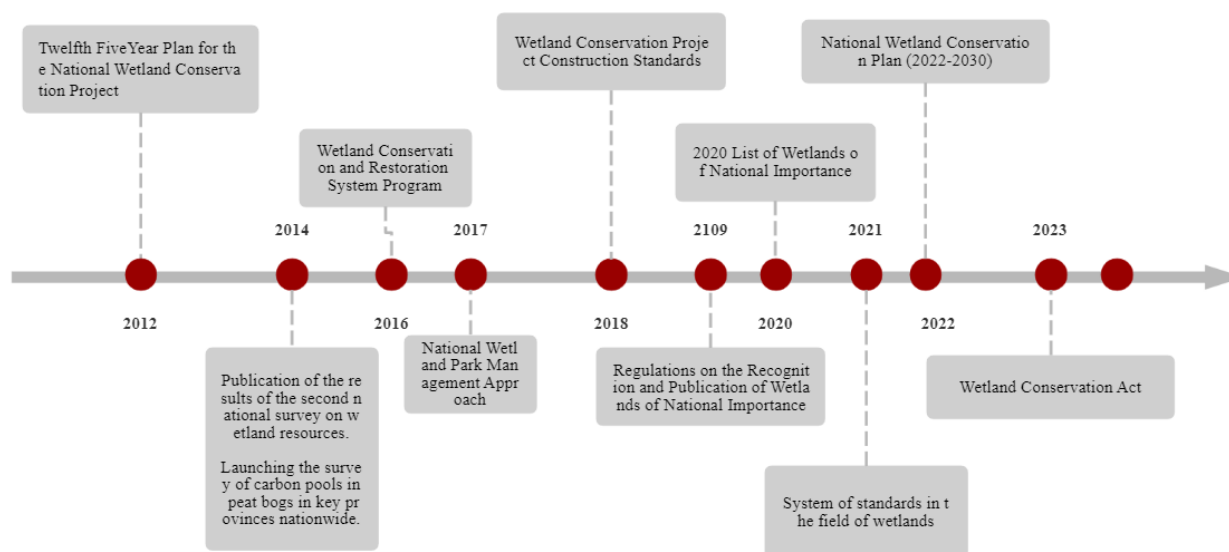 Twelfth FiveYear Plan for th
e National Wetland Conserva
tion Project
Wetland Conservation Proje
ct Construction Standards
National Wetland Conservatio
n Plan (2022-2030)
Wetland Conservati
on and Restoration
System Program
2020 List of Wetlands o
f National Importance
2014
2017
2109
2021
2023
2012
2016
2018
2020
2022
Publication of the re
sults of the second n
ational survey on w
etland resources.
Launching the surve
y of carbon pools in
peat bogs in key pr
ovinces nationwide.
National Wetl
and Park Man
agement Appr
oach
Regulations on the Recognit
ion and Publication of Wetla
nds of National Importance
Wetland Conservation Act
System of standards in t
he field of wetlands